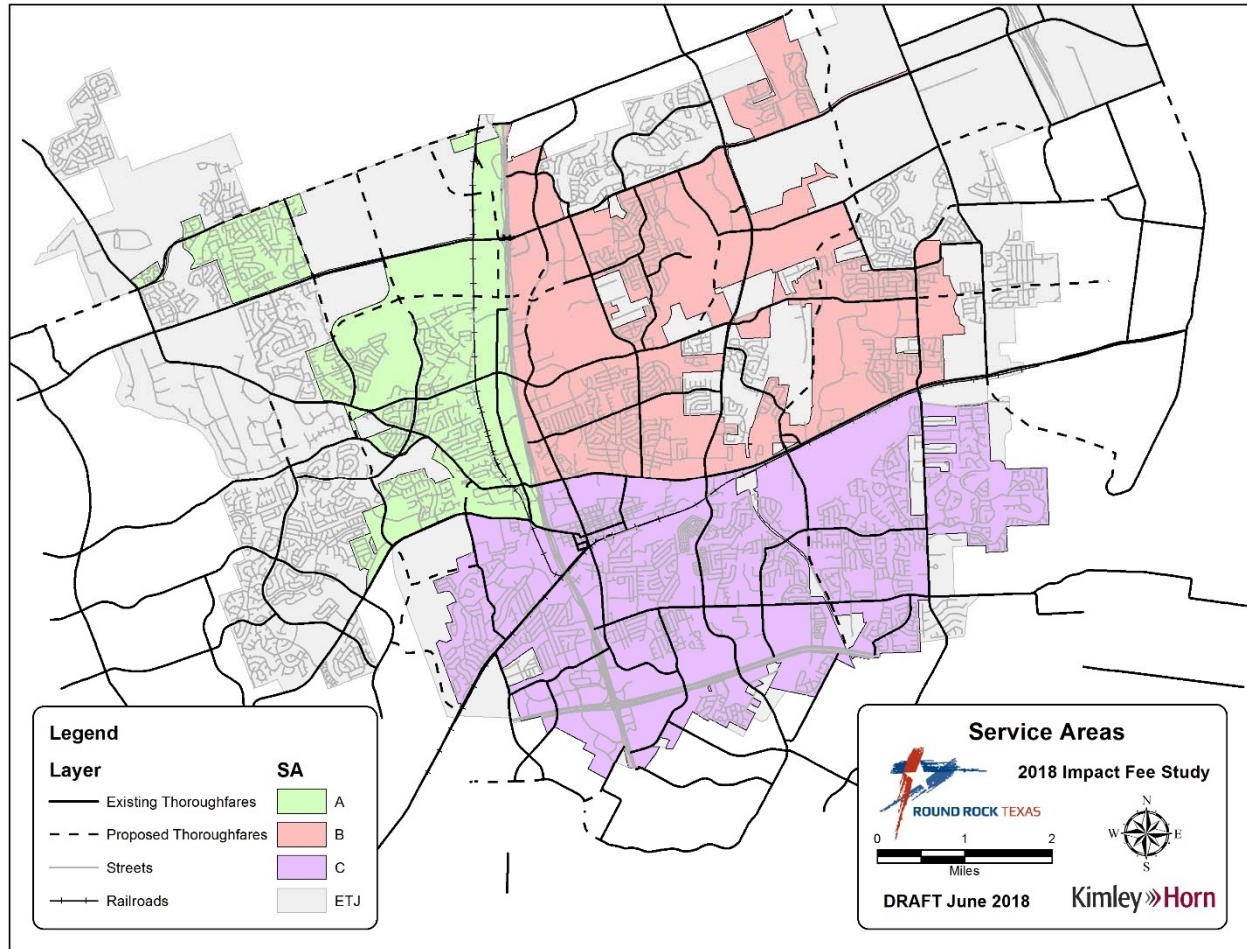 Legend
Layer
SA
Existing Thoroughfares
A
Proposed Thoroughfares
B
Streets
C
Railroads
ETJ
Service Areas
2018 Impact Fee Study
ROUND ROCK TEXAS
N
W E
S
0 1 2
Miles
DRAFT June 2018
Kimley»Horn